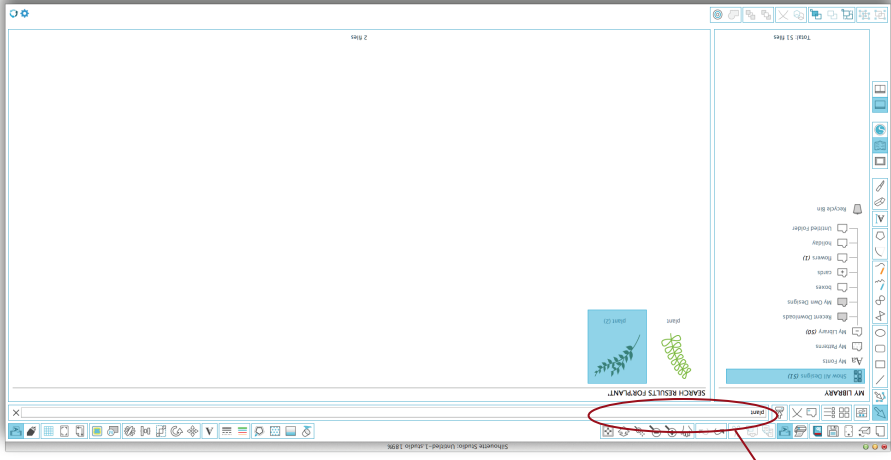 Silhouette Studio: Untitled-1.studio 189%
plant
MY LIBRARY
Show All Designs (51)
My Fonts
My Patterns
My Library (50)
Recent Downloads
My Own Designs
boxes
cards
flowers (1)
holiday
Untitled Folder
Recycle Bin
Total: 51 files
SEARCH RESULTS FOR 'PLANT'
plant
plant (2)
2 files